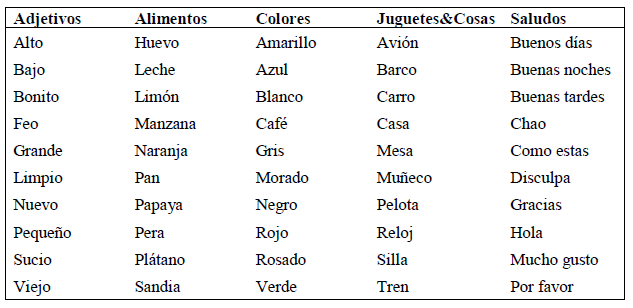 Adjetivos Alimentos Colores Juguetes&Cosas Saludos
Alto Huevo Amarillo Avión Buenos días
Bajo Leche Azul Barco Buenas noches
Bonito Limón Blanco Carro Buenas tardes
Feo Manzana Café Casa Chao
Grande Naranja Gris Mesa Como estas
Limpio Pan Morado Muñeco Disculpa
Nuevo Papaya Negro Pelota Gracias
Pequeño Pera Rojo Reloj Hola
Sucio Plátano Rosado Silla Mucho gusto
Viejo Sandia Verde Tren Por favor